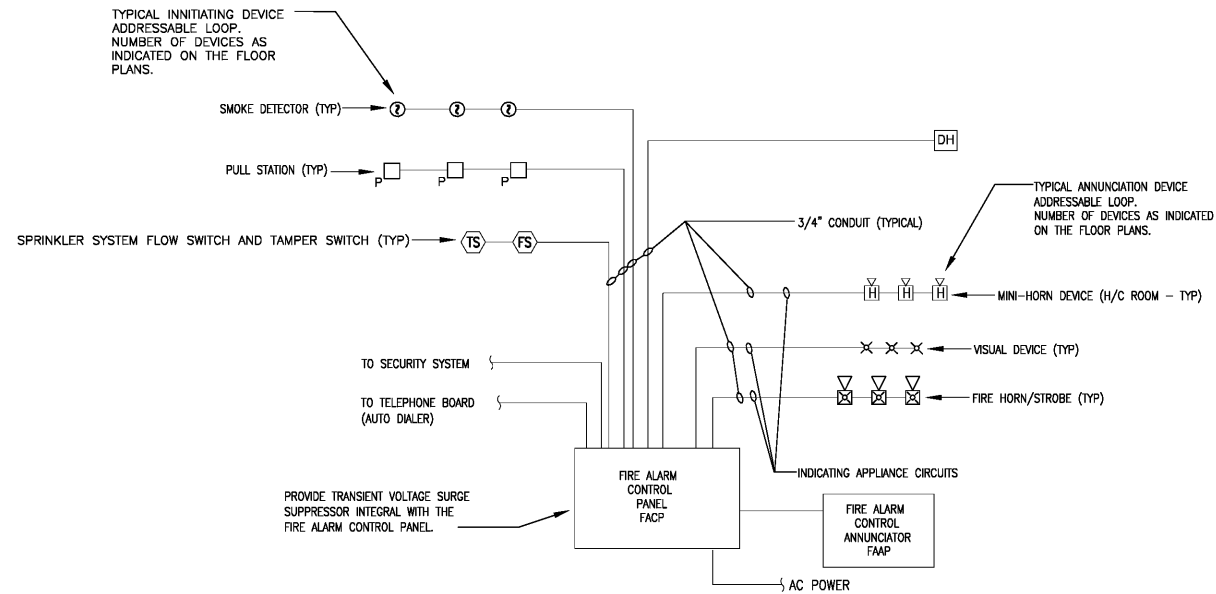 TYPICAL INNITIATING DEVICE
ADDRESSABLE LOOP.
NUMBER OF DEVICES AS
INDICATED ON THE FLOOR
PLANS.
SMOKE DETECTOR (TYP)
DH
PULL STATION (TYP)
P
P
P
TYPICAL ANNUNCIATION DEVICE
ADDRESSABLE LOOP.
NUMBER OF DEVICES AS INDICATED
ON THE FLOOR PLANS.
3/4" CONDUIT (TYPICAL)
SPRINKLER SYSTEM FLOW SWITCH AND TAMPER SWITCH (TYP)
TS
FS
H
H
H
MINI-HORN DEVICE (H/C ROOM - TYP)
VISUAL DEVICE (TYP)
TO SECURITY SYSTEM
FIRE HORN/STROBE (TYP)
TO TELEPHONE BOARD
(AUTO DIALER)
INDICATING APPLIANCE CIRCUITS
FIRE ALARM
CONTROL
PANEL
FACP
PROVIDE TRANSIENT VOLTAGE SURGE
SUPPRESSOR INTEGRAL WITH THE
FIRE ALARM CONTROL PANEL.
FIRE ALARM
CONTROL
ANNUNCIATOR
FAAP
AC POWER